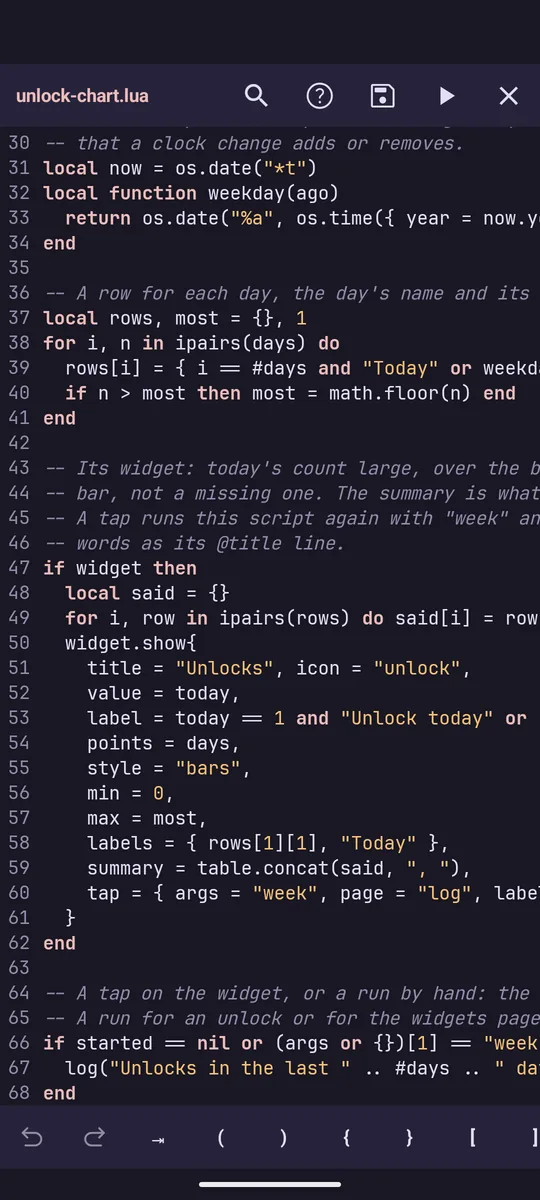 unlock-chart.lua
30 -- that a clock change adds or removes.
31 local now = os.date("*t")
32 local function weekday(ago)
33 return os.date("%a", os.time({ year = now.y
34 end
35
36 -- A row for each day, the day's name and its
37 local rows, most = {}, 1
38 for i, n in ipairs(days) do
39 rows[i] = { i == #days and "Today" or weekd
40 if n > most then most = math.floor(n) end
41 end
42
43 -- Its widget: today's count large, over the b
44 -- bar, not a missing one. The summary is what
45 -- A tap runs this script again with "week" an
46 -- words as its @title line.
47 if widget then
48 local said = {}
49 for i, row in ipairs(rows) do said[i] = row
50 widget.show{
51 title = "Unlocks", icon = "unlock",
52 value = today,
53 label = today == 1 and "Unlock today" or
54 points = days,
55 style = "bars",
56 min = 0,
57 max = most,
58 labels = { rows[1][1], "Today" },
59 summary = table.concat(said, ", "),
60 tap = { args = "week", page = "log", labe
61 }
62 end
63
64 -- A tap on the widget, or a run by hand: the
65 -- A run for an unlock or for the widgets page
66 if started == nil or (args or {})[1] == "week
67 log("Unlocks in the last " .. #days .. " da
68 end
( ) { } [ ]